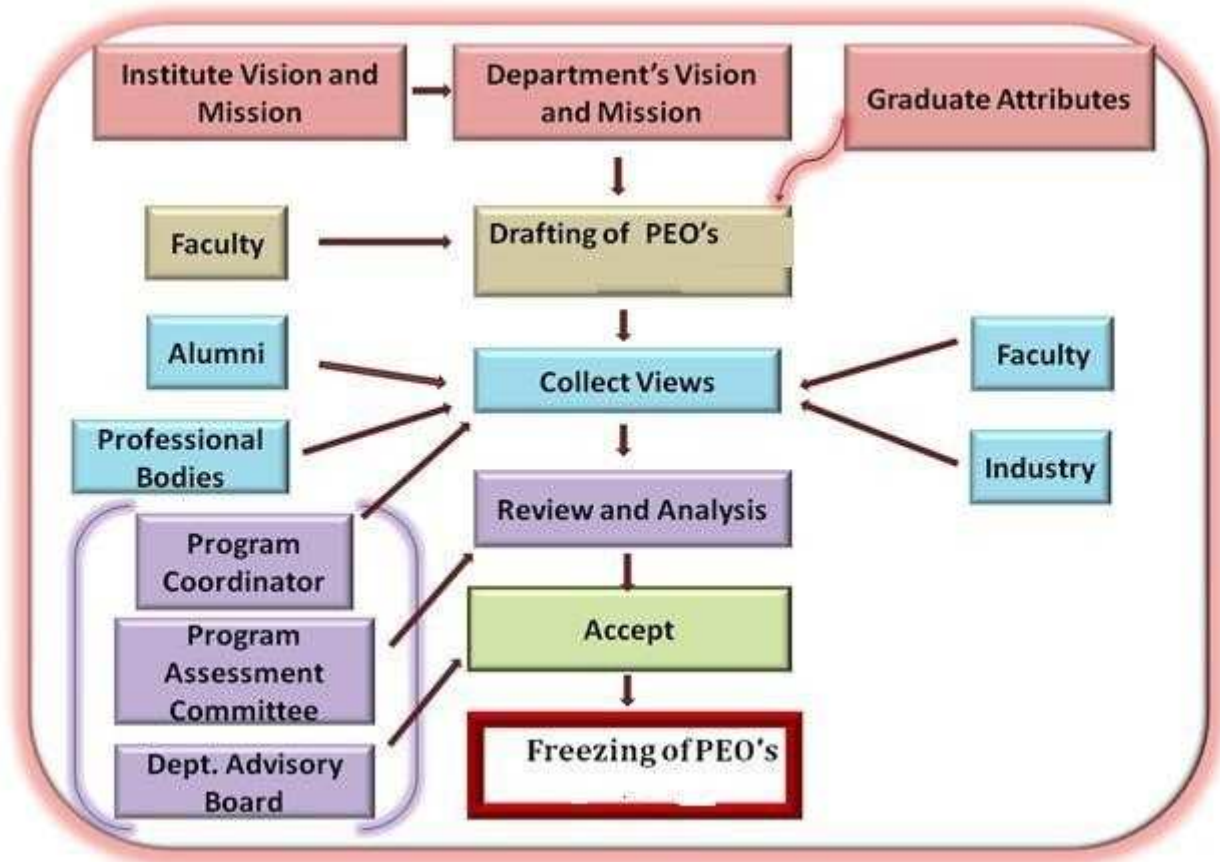 Institute Vision and
Mission
Department's Vision
and Mission
Graduate Attributes
Faculty
Drafting of PEO's
Alumni
Collect Views
Faculty
Professional
Bodies
Industry
Review and Analysis
Program
Coordinator
Accept
Program
Assessment
Committee
Freezing of PEO's
Dept. Advisory
Board